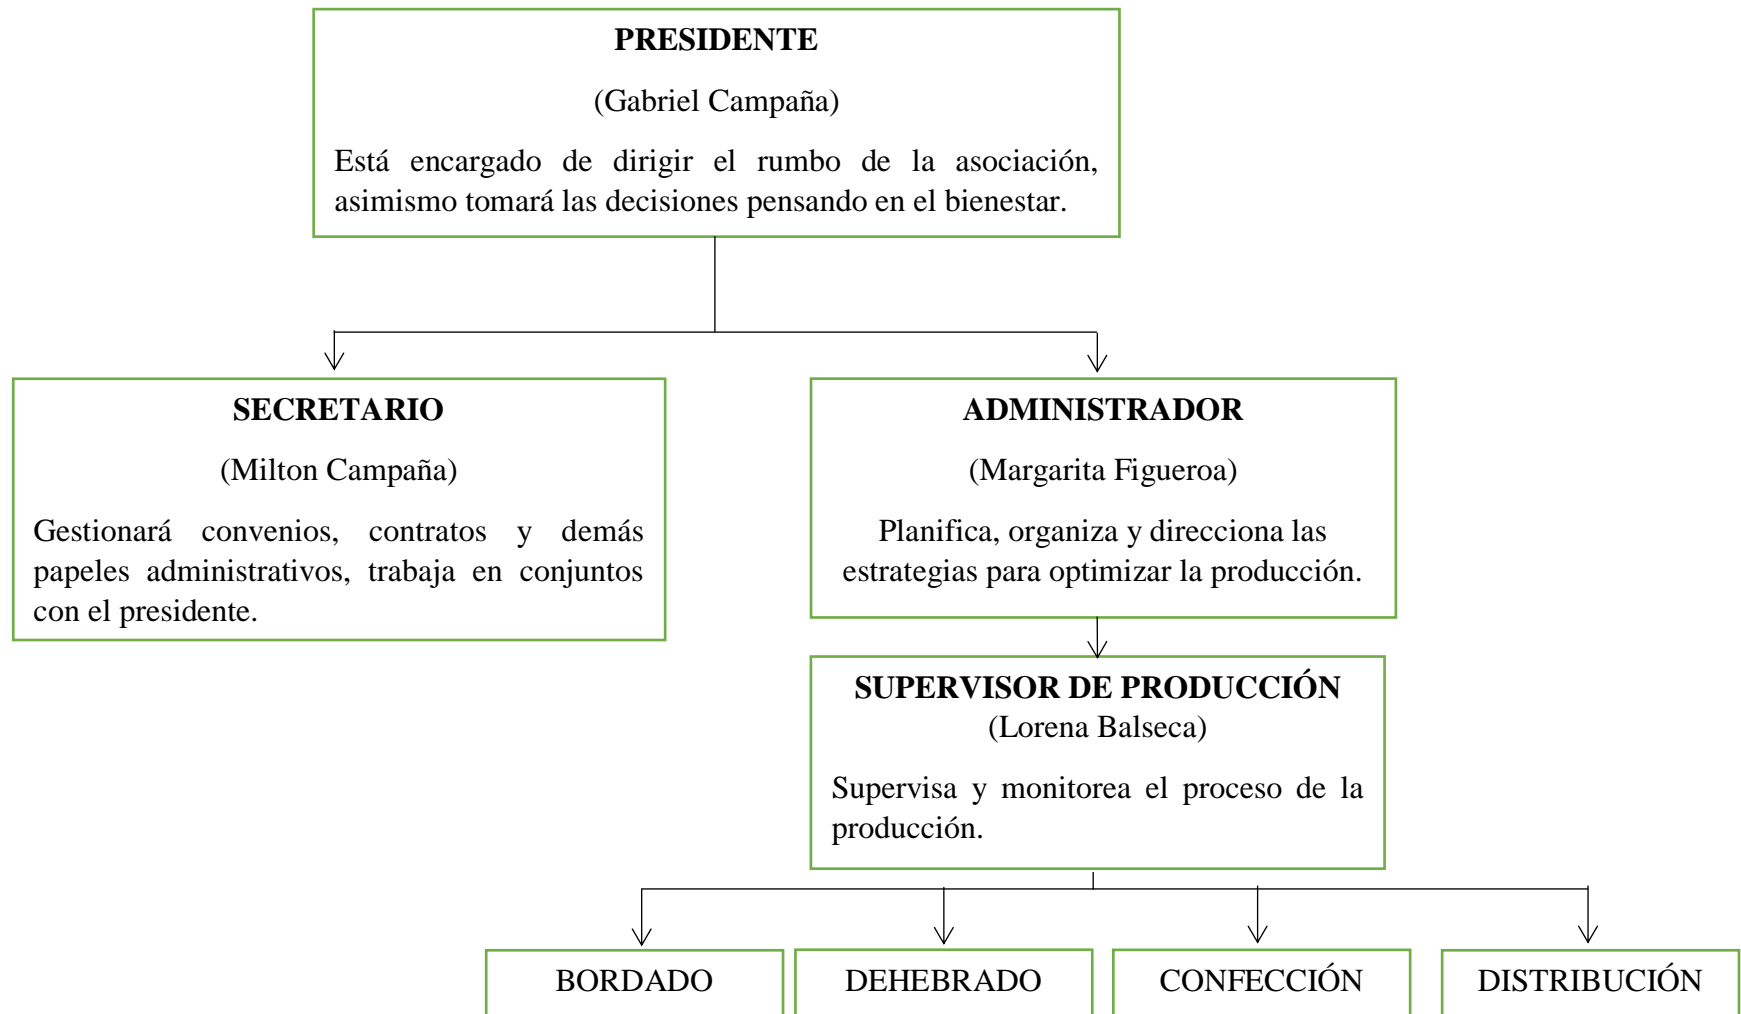 PRESIDENTE
(Gabriel Campaña)
Está encargado de dirigir el rumbo de la asociación,
asimismo tomará las decisiones pensando en el bienestar.
SECRETARIO
(Milton Campaña)
Gestionará convenios, contratos y demás
papeles administrativos, trabaja en conjuntos
con el presidente.
ADMINISTRADOR
(Margarita Figueroa)
Planifica, organiza y direcciona las
estrategias para optimizar la producción.
SUPERVISOR DE PRODUCCIÓN
(Lorena Balseca)
Supervisa y monitorea el proceso de la
producción.
BORDADO
DEHEBRADO
CONFECCIÓN
DISTRIBUCIÓN